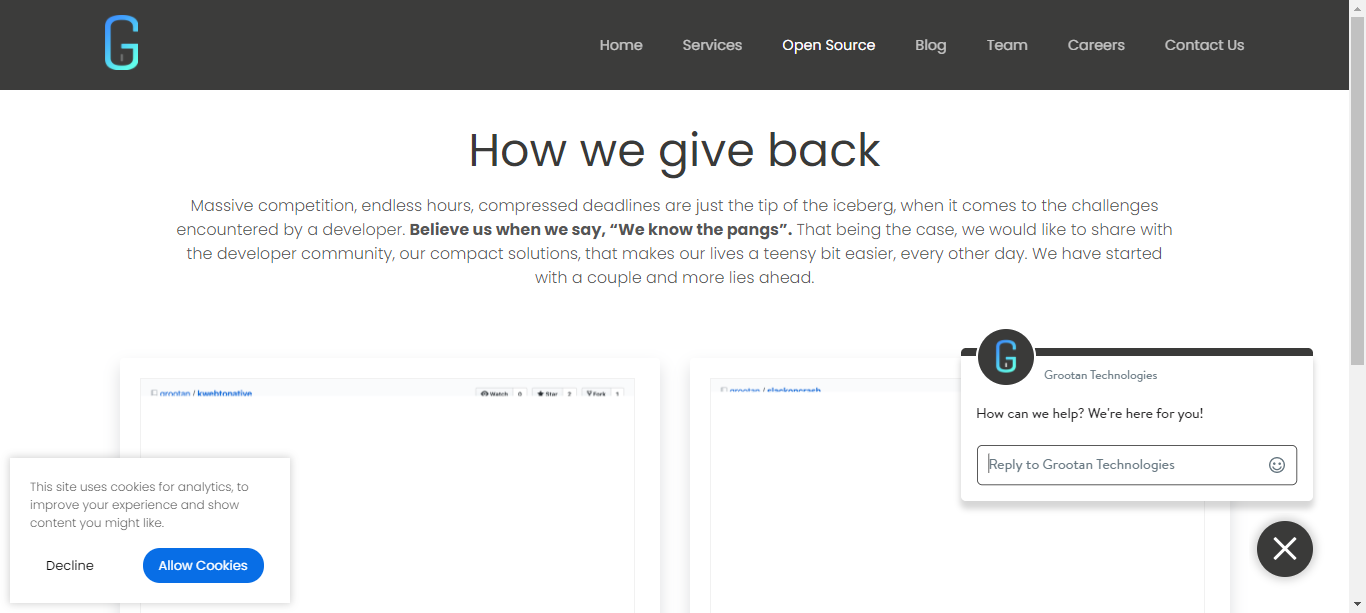 G
Home Services Open Source Blog Team Careers Contact Us
How we give back
Massive competition, endless hours, compressed deadlines are just the tip of the iceberg, when it comes to the challenges
encountered by a developer. Believe us when we say, “We know the pangs”. That being the case, we would like to share with
the developer community, our compact solutions, that makes our lives a teensy bit easier, every other day. We have started
with a couple and more lies ahead.
grootan / kwebtonative Watch 0 Star 2 Fork 1
grootan / slackoncrash
G
Grootan Technologies
How can we help? We're here for you!
Reply to Grootan Technologies
This site uses cookies for analytics, to
improve your experience and show
content you might like.
Decline Allow Cookies